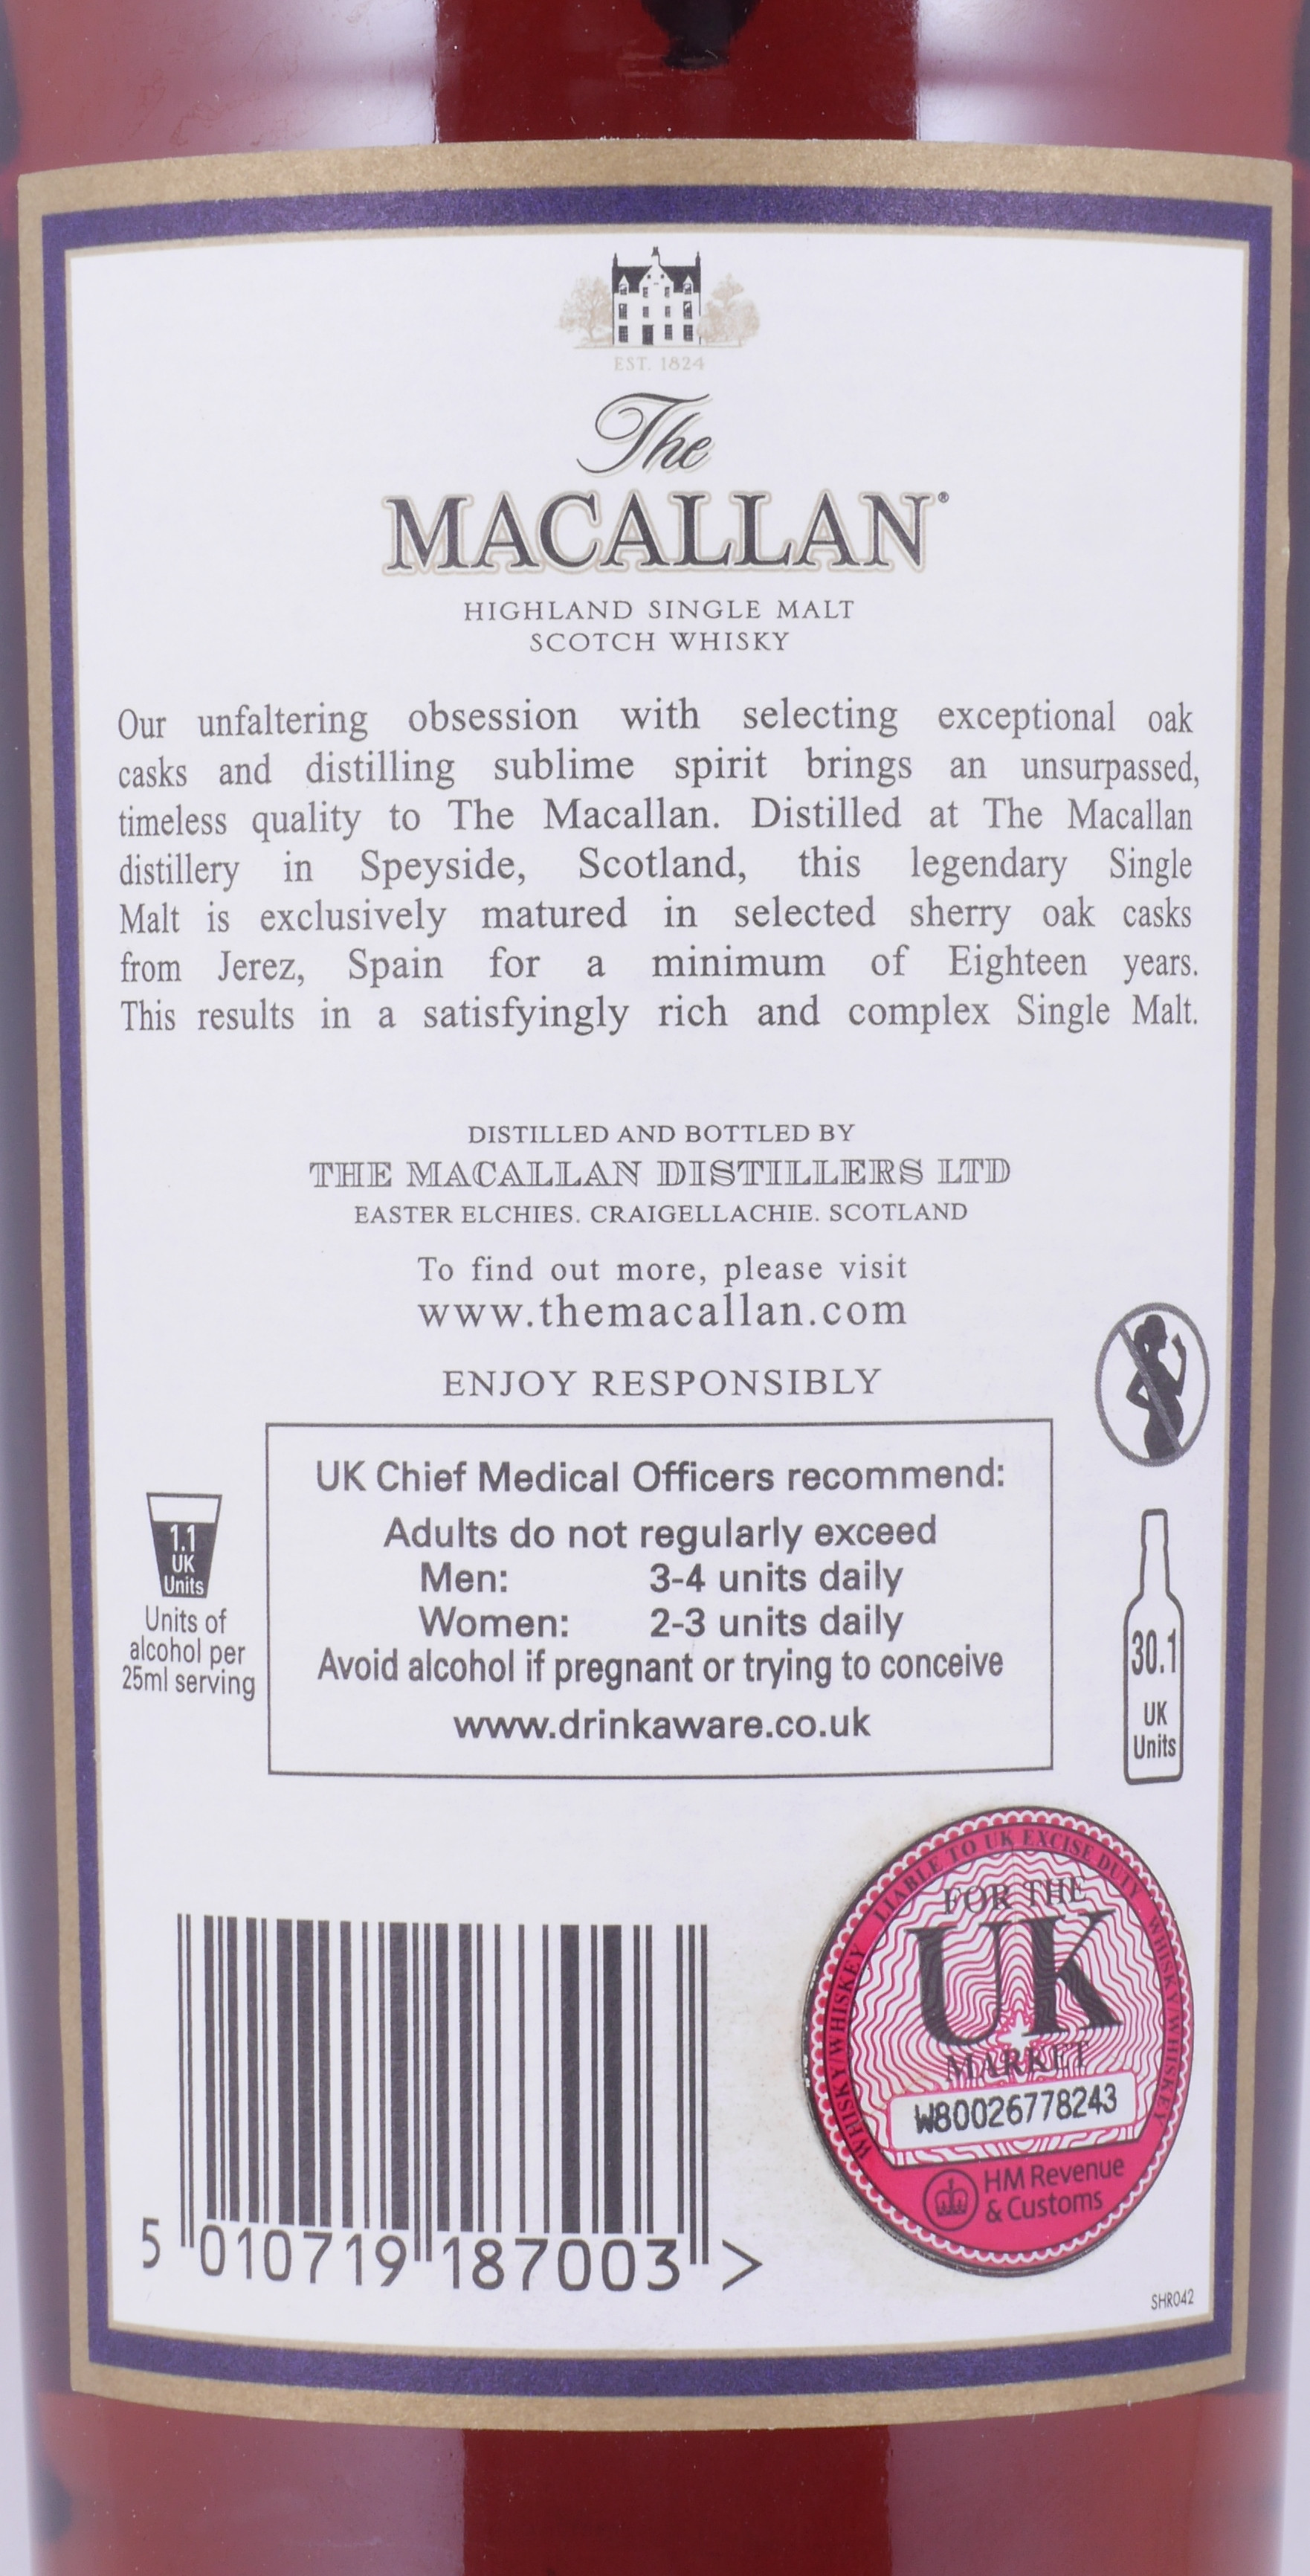 EST. 1824
The
MACALLAN®
HIGHLAND SINGLE MALT
SCOTCH WHISKY
Our unfaltering obsession with selecting exceptional oak
casks and distilling sublime spirit brings an unsurpassed,
timeless quality to The Macallan. Distilled at The Macallan
distillery in Speyside, Scotland, this legendary Single
Malt is exclusively matured in selected sherry oak casks
from Jerez, Spain for a minimum of Eighteen years.
This results in a satisfyingly rich and complex Single Malt.
DISTILLED AND BOTTLED BY
THE MACALLAN DISTILLERS LTD
EASTER ELCHIES. CRAIGELLACHIE. SCOTLAND
To find out more, please visit
www.themacallan.com
ENJOY RESPONSIBLY
UK Chief Medical Officers recommend:
Adults do not regularly exceed
Men: 3-4 units daily
Women: 2-3 units daily
Avoid alcohol if pregnant or trying to conceive
www.drinkaware.co.uk
1.1
UK
Units
Units of
alcohol per
25ml serving
30.1
UK
Units
WHISKY/WHISKEY LIABLE TO UK EXCISE DUTY WHISKY/WHISKEY
FOR THE
UK
MARKET
W80026778243
HM Revenue
& Customs
5 010719 187003 >
SHR042